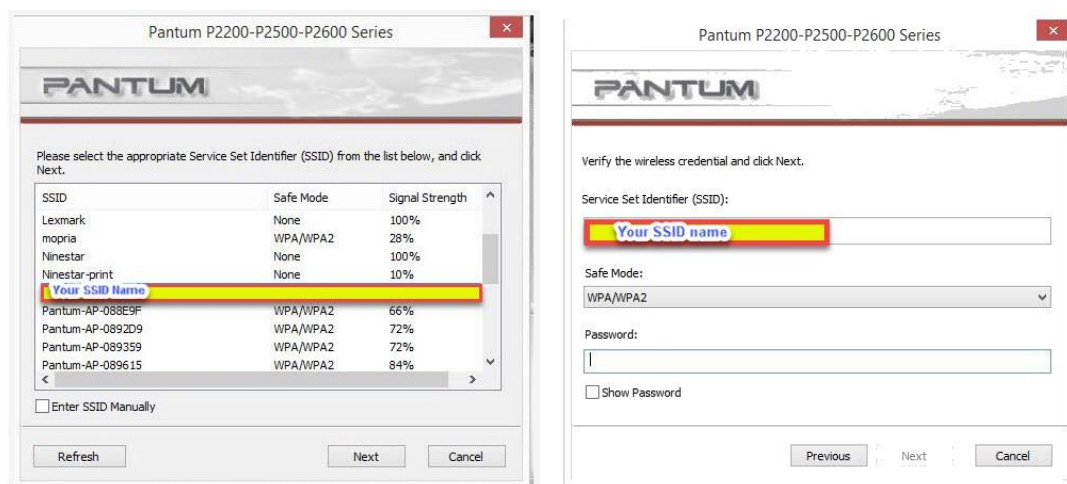 Pantum P2200-P2500-P2600 Series
PANTUM
Please select the appropriate Service Set Identifier (SSID) from the list below, and click
Next.
SSID Safe Mode Signal Strength
Lexmark None 100%
mopria WPA/WPA2 28%
Ninestar None 100%
Ninestar-print None 10%
Your SSID Name
Pantum-AP-088E9F WPA/WPA2 66%
Pantum-AP-0892D9 WPA/WPA2 72%
Pantum-AP-089359 WPA/WPA2 72%
Pantum-AP-089615 WPA/WPA2 84%
Enter SSID Manually
Refresh Next Cancel
Pantum P2200-P2500-P2600 Series
PANTUM
Verify the wireless credential and click Next.
Service Set Identifier (SSID):
Your SSID name
Safe Mode:
WPA/WPA2
Password:
Show Password
Previous Next Cancel